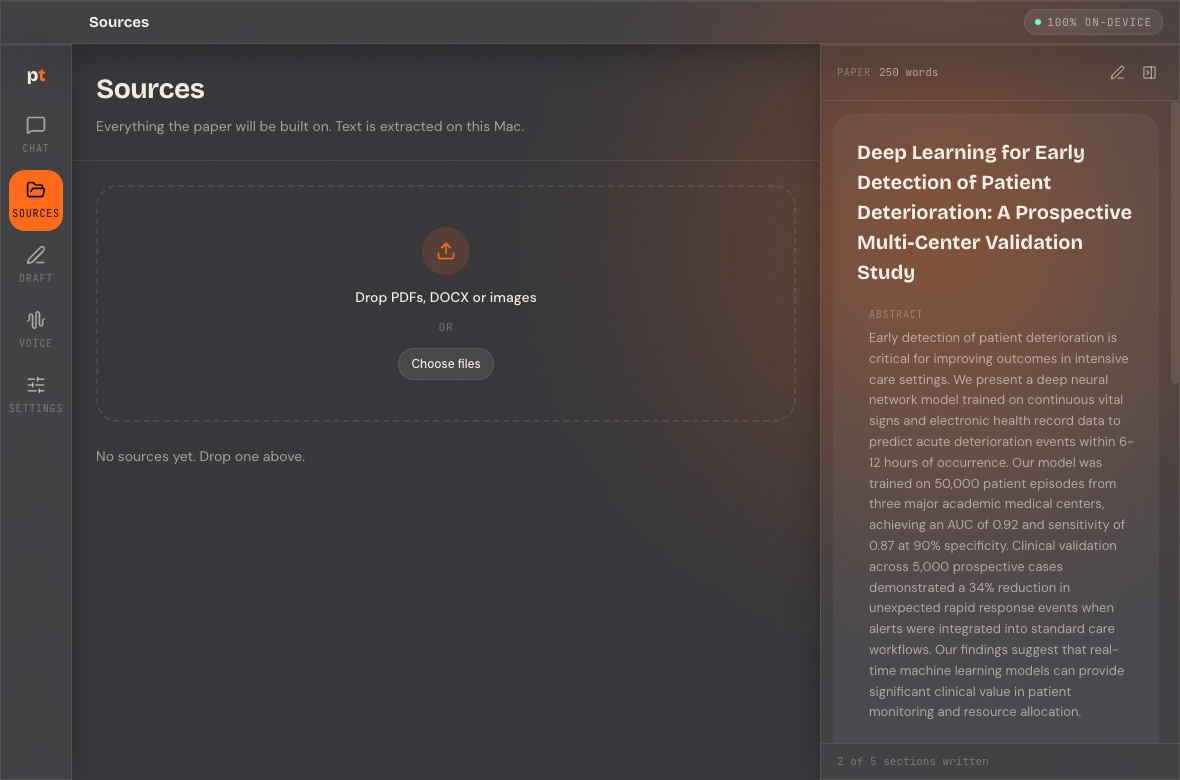 Sources
100% ON-DEVICE
pt
CHAT
SOURCES
DRAFT
VOICE
SETTINGS
Sources
Everything the paper will be built on. Text is extracted on this Mac.
Drop PDFs, DOCX or images
OR
Choose files
No sources yet. Drop one above.
PAPER 250 words
Deep Learning for Early
Detection of Patient
Deterioration: A Prospective
Multi-Center Validation
Study
ABSTRACT
Early detection of patient deterioration is
critical for improving outcomes in intensive
care settings. We present a deep neural
network model trained on continuous vital
signs and electronic health record data to
predict acute deterioration events within 6–
12 hours of occurrence. Our model was
trained on 50,000 patient episodes from
three major academic medical centers,
achieving an AUC of 0.92 and sensitivity of
0.87 at 90% specificity. Clinical validation
across 5,000 prospective cases
demonstrated a 34% reduction in
unexpected rapid response events when
alerts were integrated into standard care
workflows. Our findings suggest that real-
time machine learning models can provide
significant clinical value in patient
monitoring and resource allocation.
2 of 5 sections written